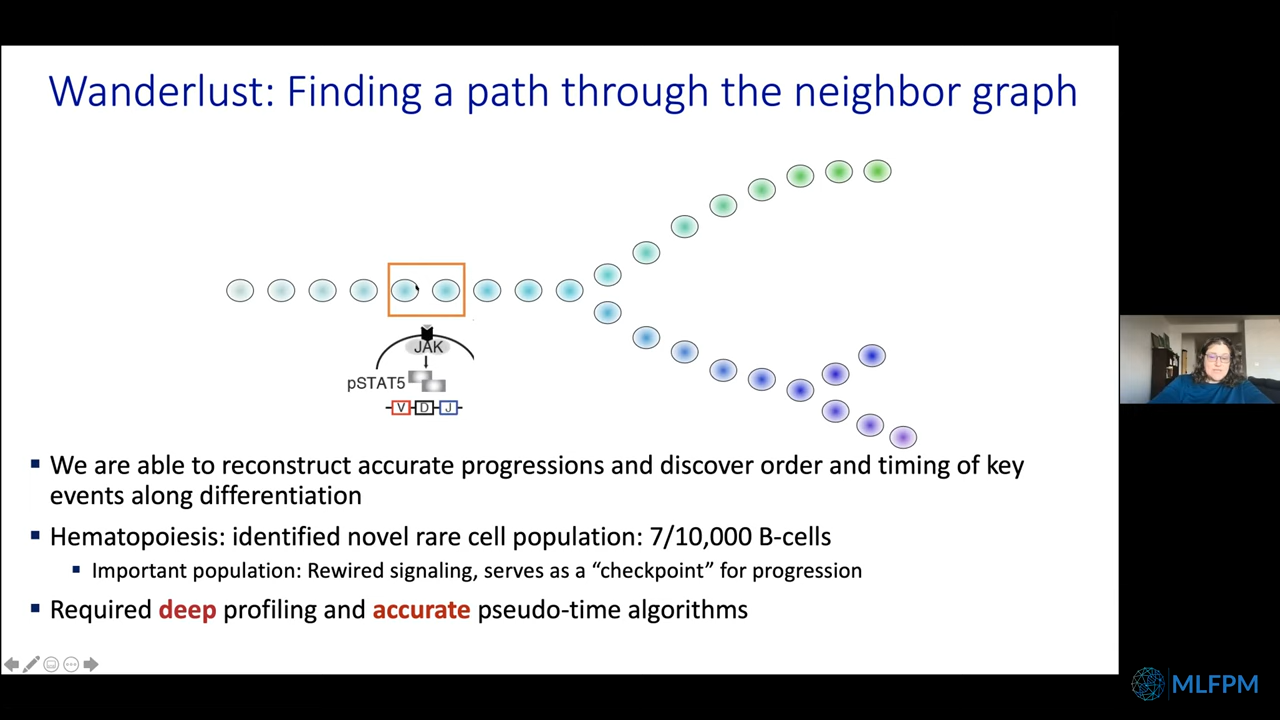 Wanderlust: Finding a path through the neighbor graph
JAK
pSTAT5
V D J
▪ We are able to reconstruct accurate progressions and discover order and timing of key
events along differentiation
▪ Hematopoiesis: identified novel rare cell population: 7/10,000 B-cells
▪ Important population: Rewired signaling, serves as a “checkpoint” for progression
▪ Required deep profiling and accurate pseudo-time algorithms
MLFPM